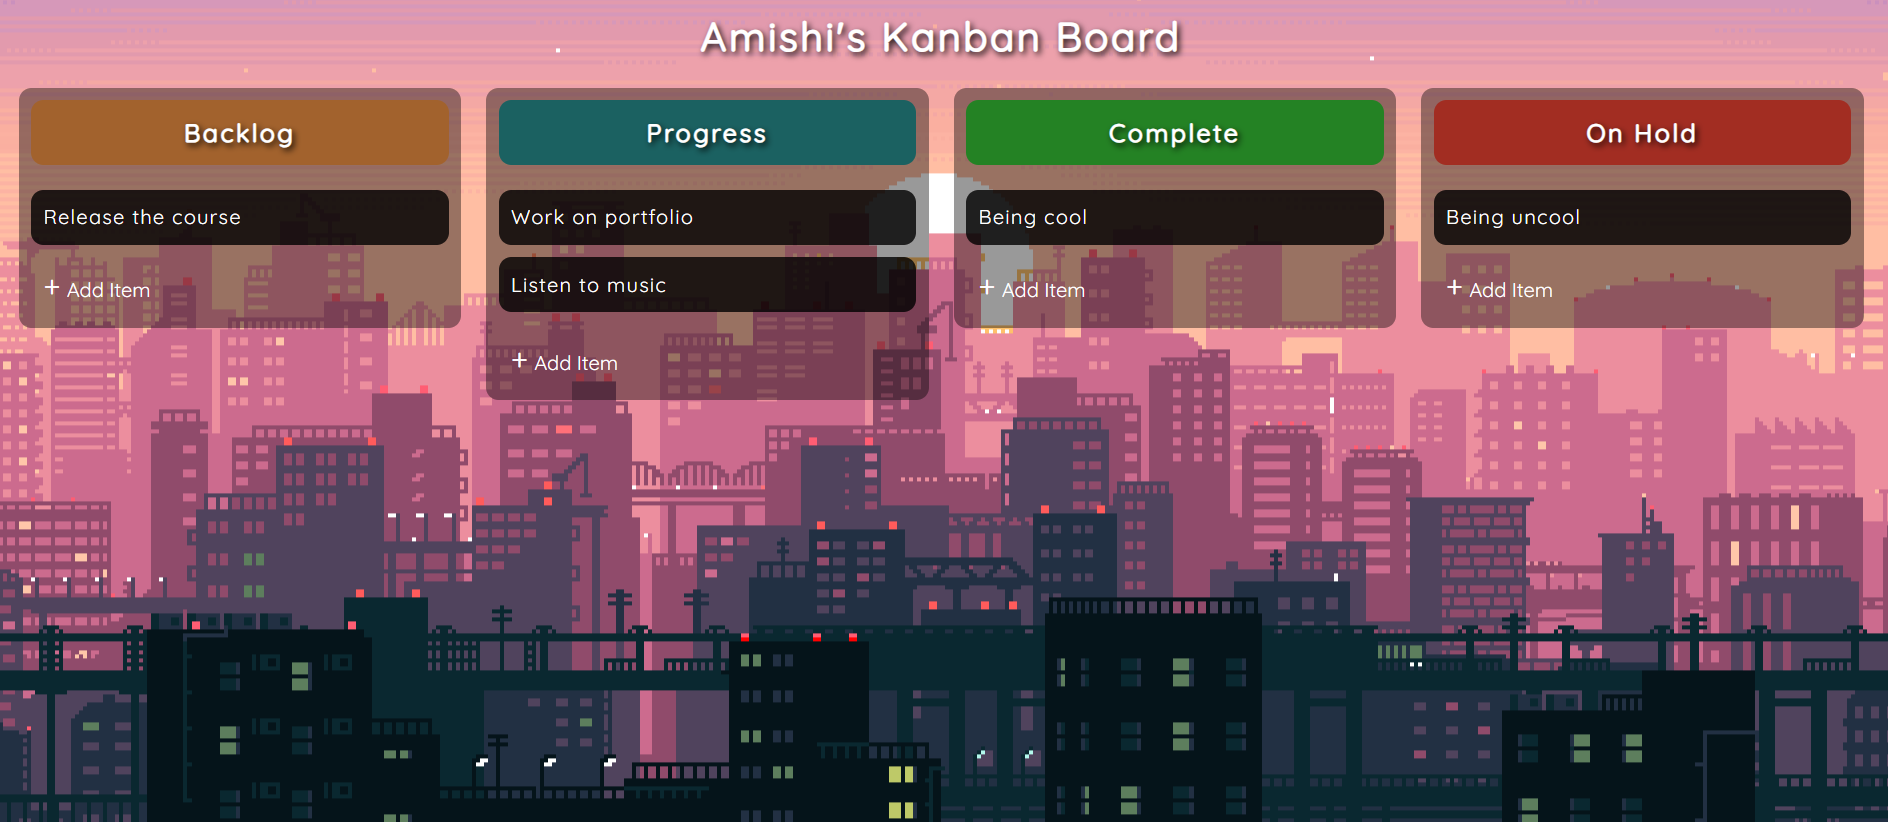 Amishi's Kanban Board
Backlog
Release the course
+ Add Item
Progress
Work on portfolio
Listen to music
+ Add Item
Complete
Being cool
+ Add Item
On Hold
Being uncool
+ Add Item